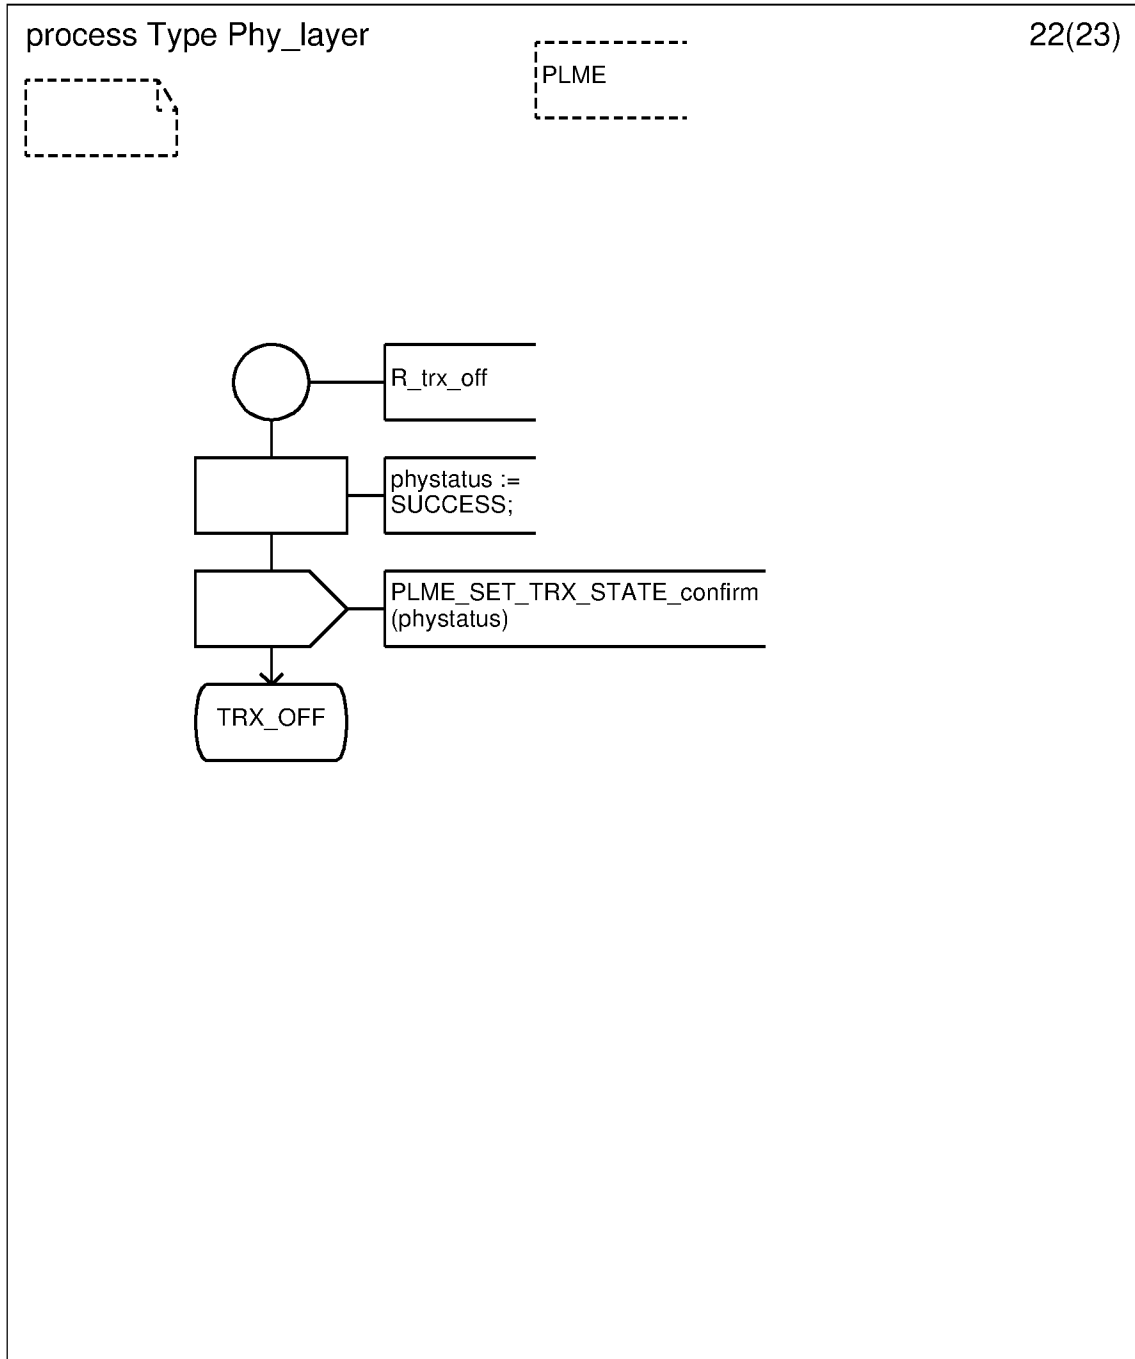 process Type Phy_layer
22(23)
PLME
R_trx_off
phystatus :=
SUCCESS;
PLME_SET_TRX_STATE_confirm
(phystatus)
TRX_OFF